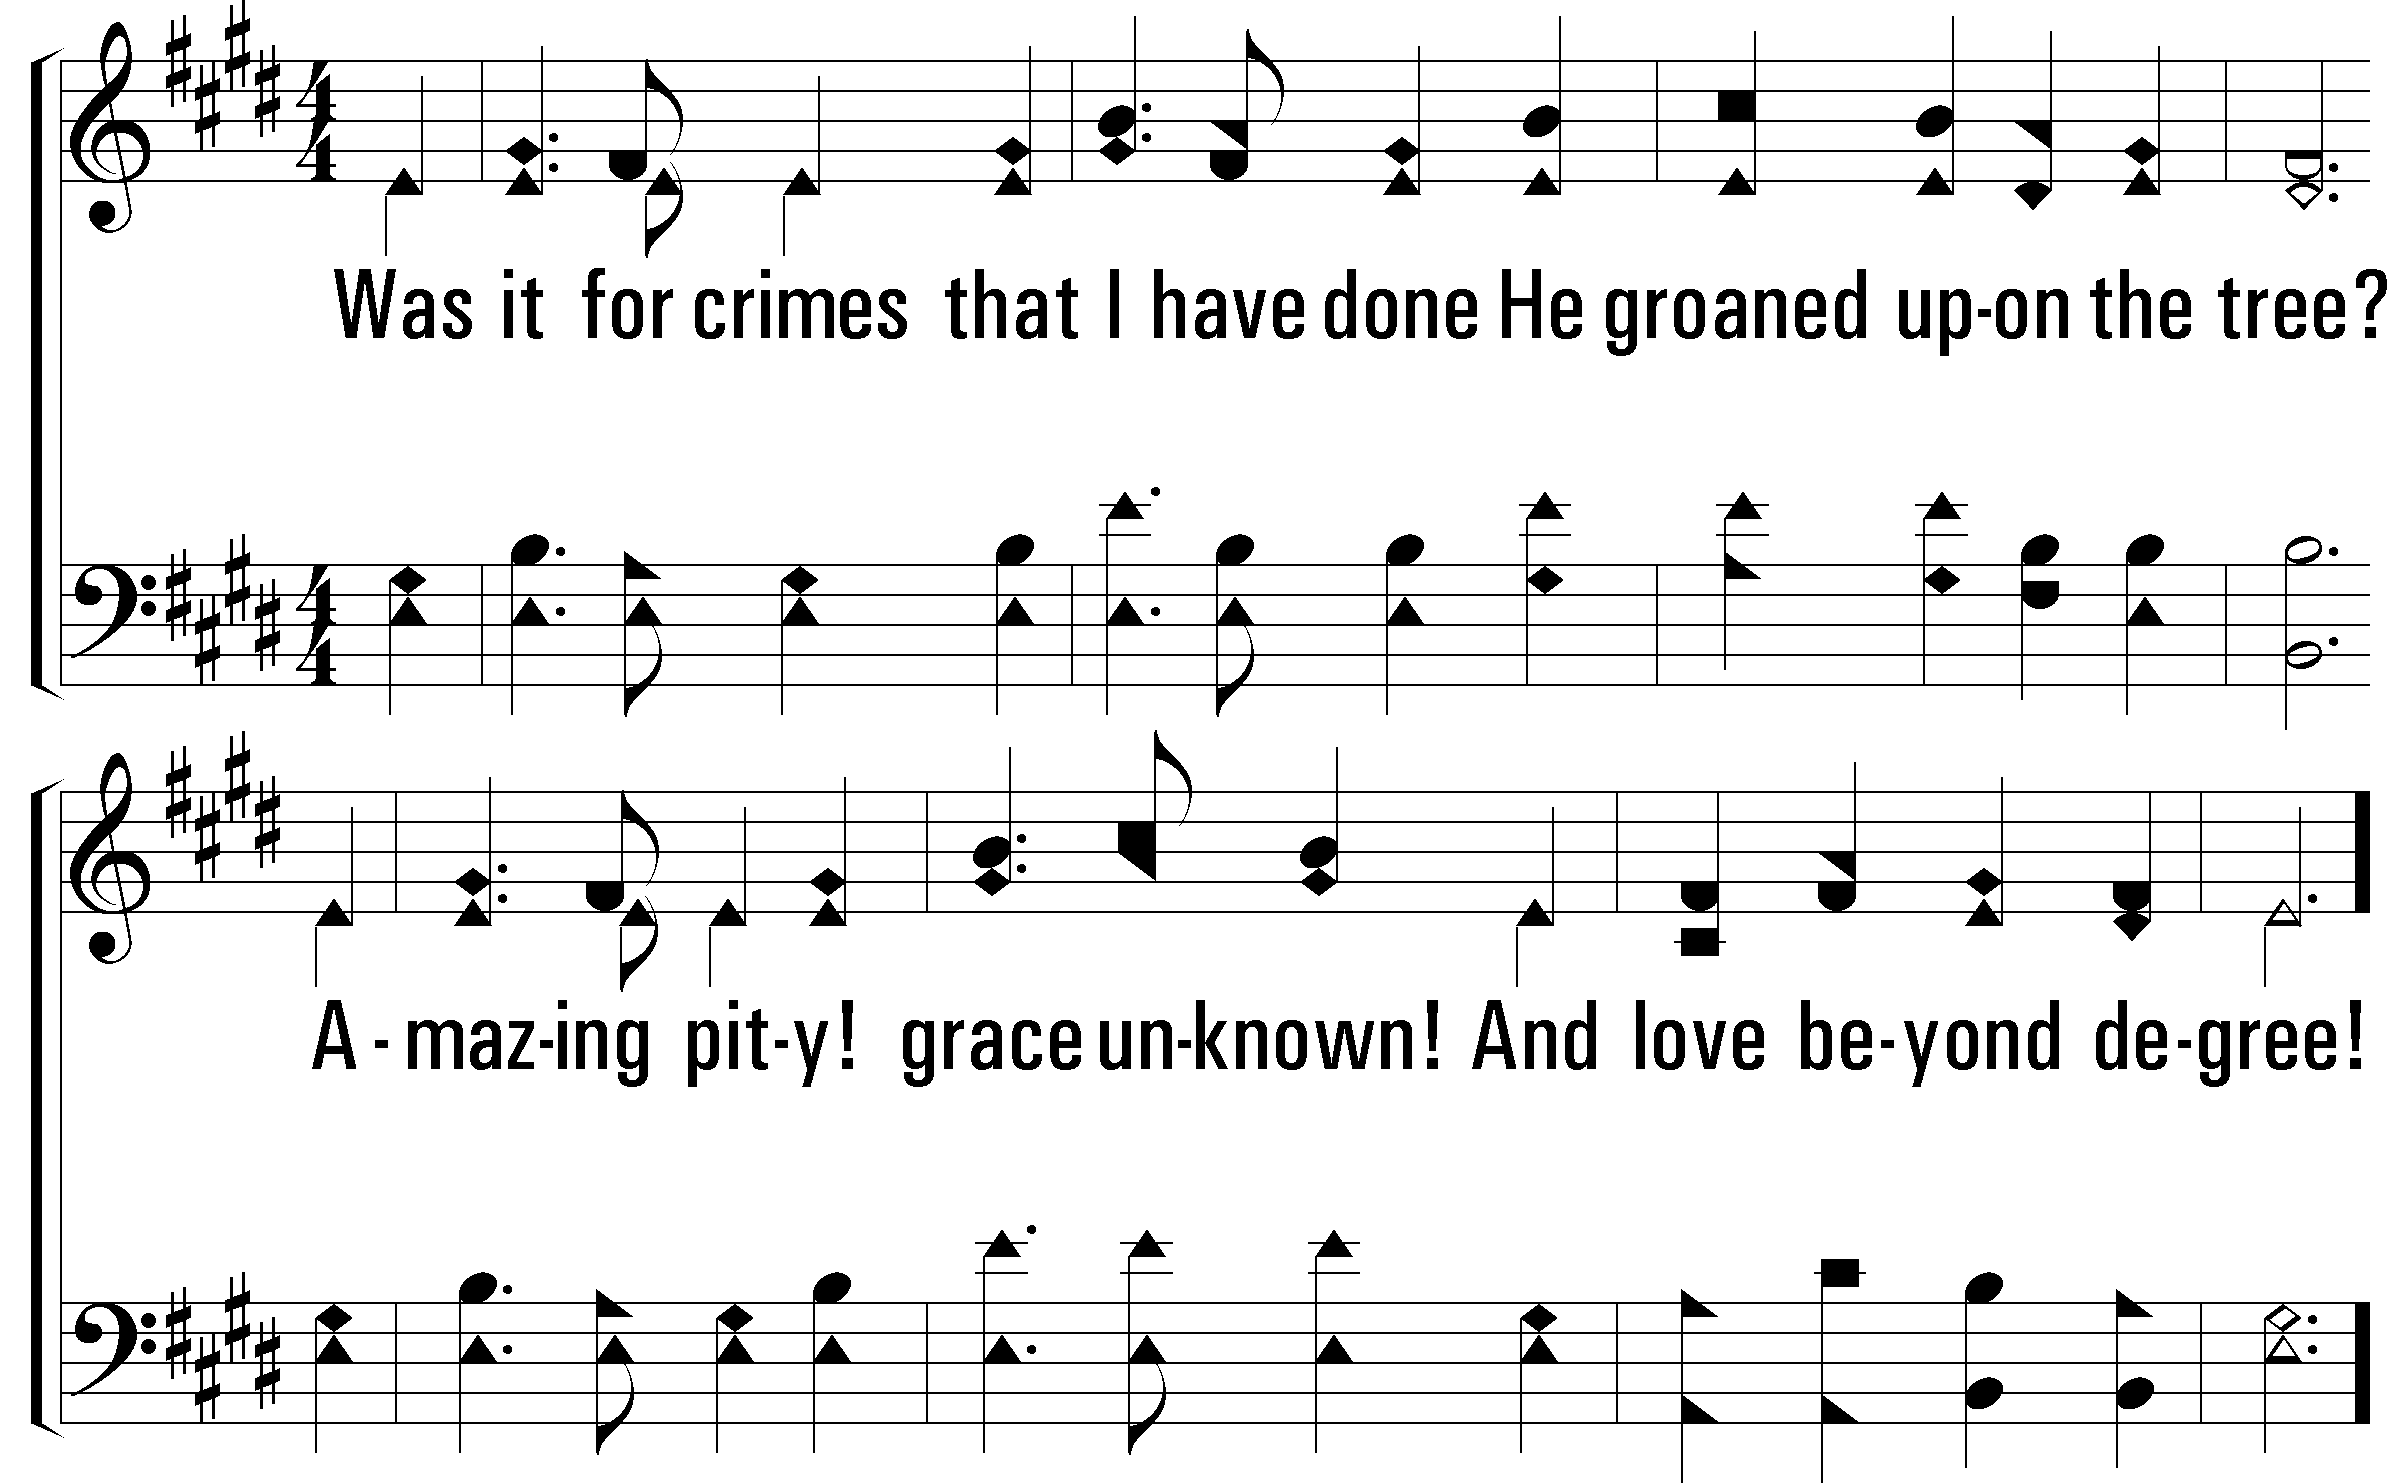 Was it for crimes that I have done He groaned up-on the tree?
A - maz-ing pit-y! grace un-known! And love be-yond de-gree!